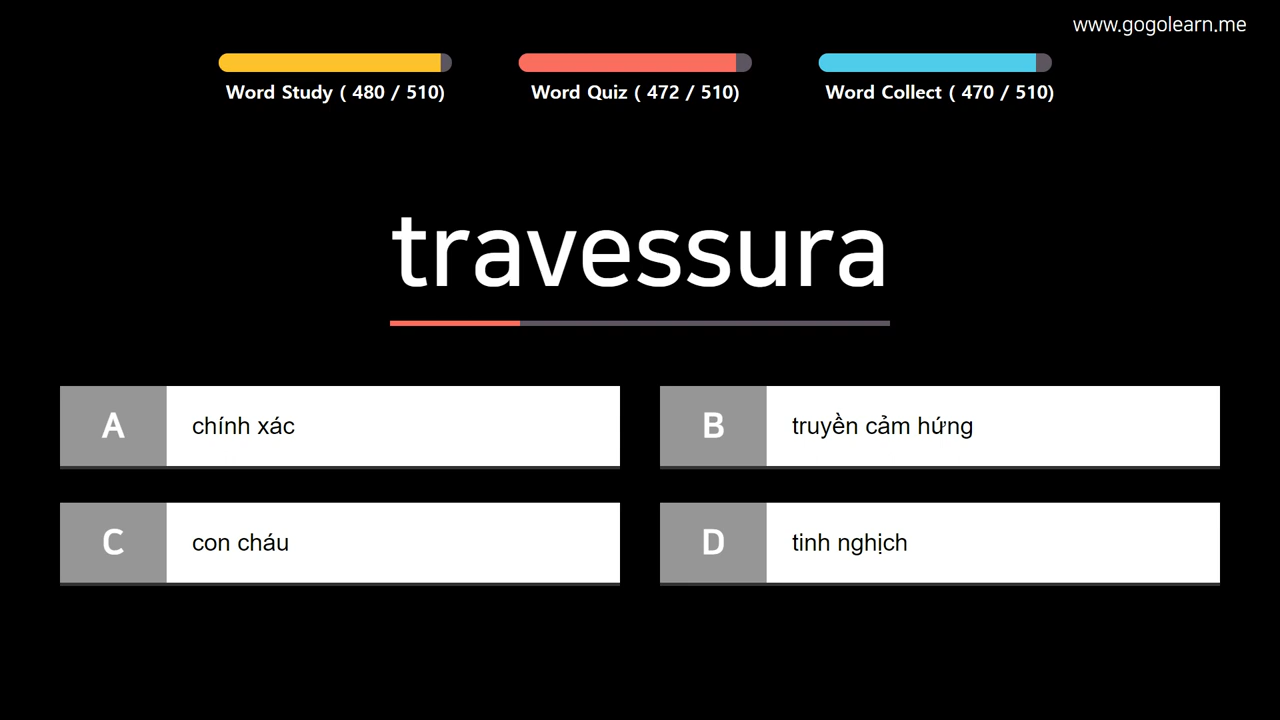 www.gogolearn.me
Word Study ( 480 / 510)
Word Quiz ( 472 / 510)
Word Collect ( 470 / 510)
travessura
A chính xác
B truyền cảm hứng
C con cháu
D tinh nghịch